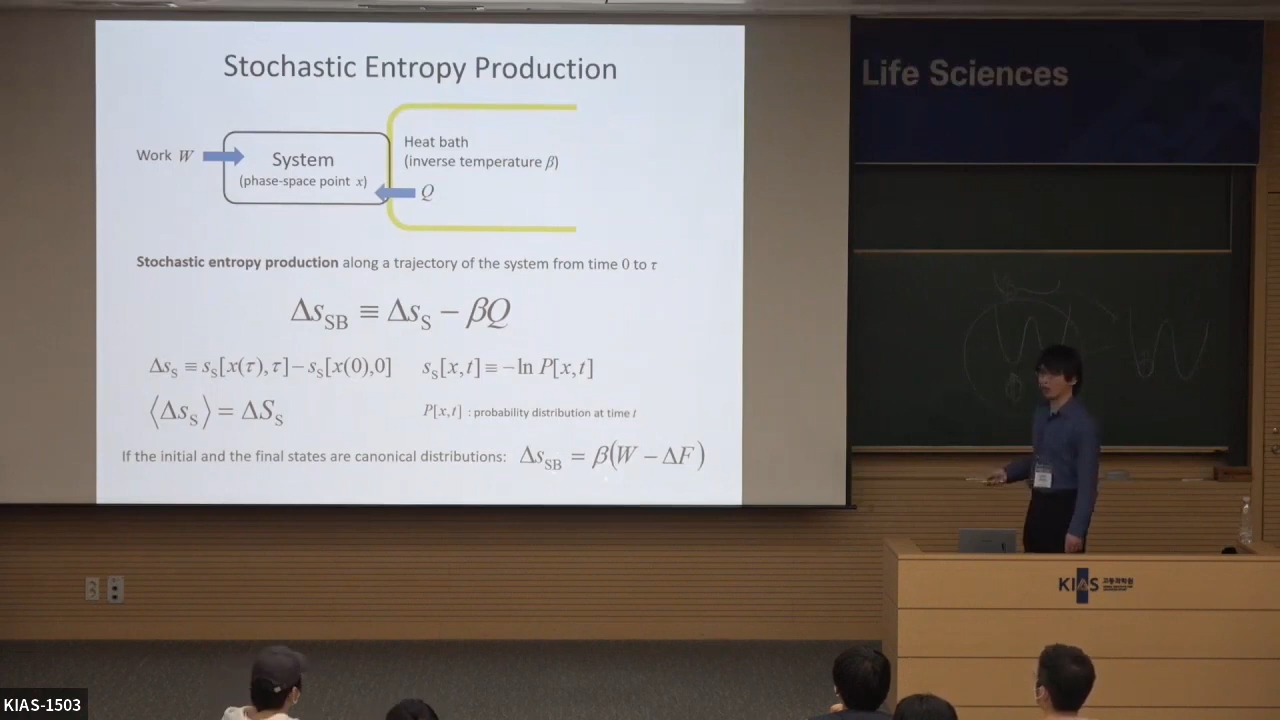 Stochastic Entropy Production
Life Sciences
Work W
System
(phase-space point x)
Heat bath
(inverse temperature β)
Q
Stochastic entropy production along a trajectory of the system from time 0 to τ
Δs_SB ≡ Δs_S − βQ
Δs_S ≡ s_S[x(τ),τ] − s_S[x(0),0] s_S[x,t] ≡ −ln P[x,t]
⟨Δs_S⟩ = ΔS_S P[x,t] : probability distribution at time t
If the initial and the final states are canonical distributions: Δs_SB = β(W − ΔF)
KIAS 고등과학원
KIAS-1503